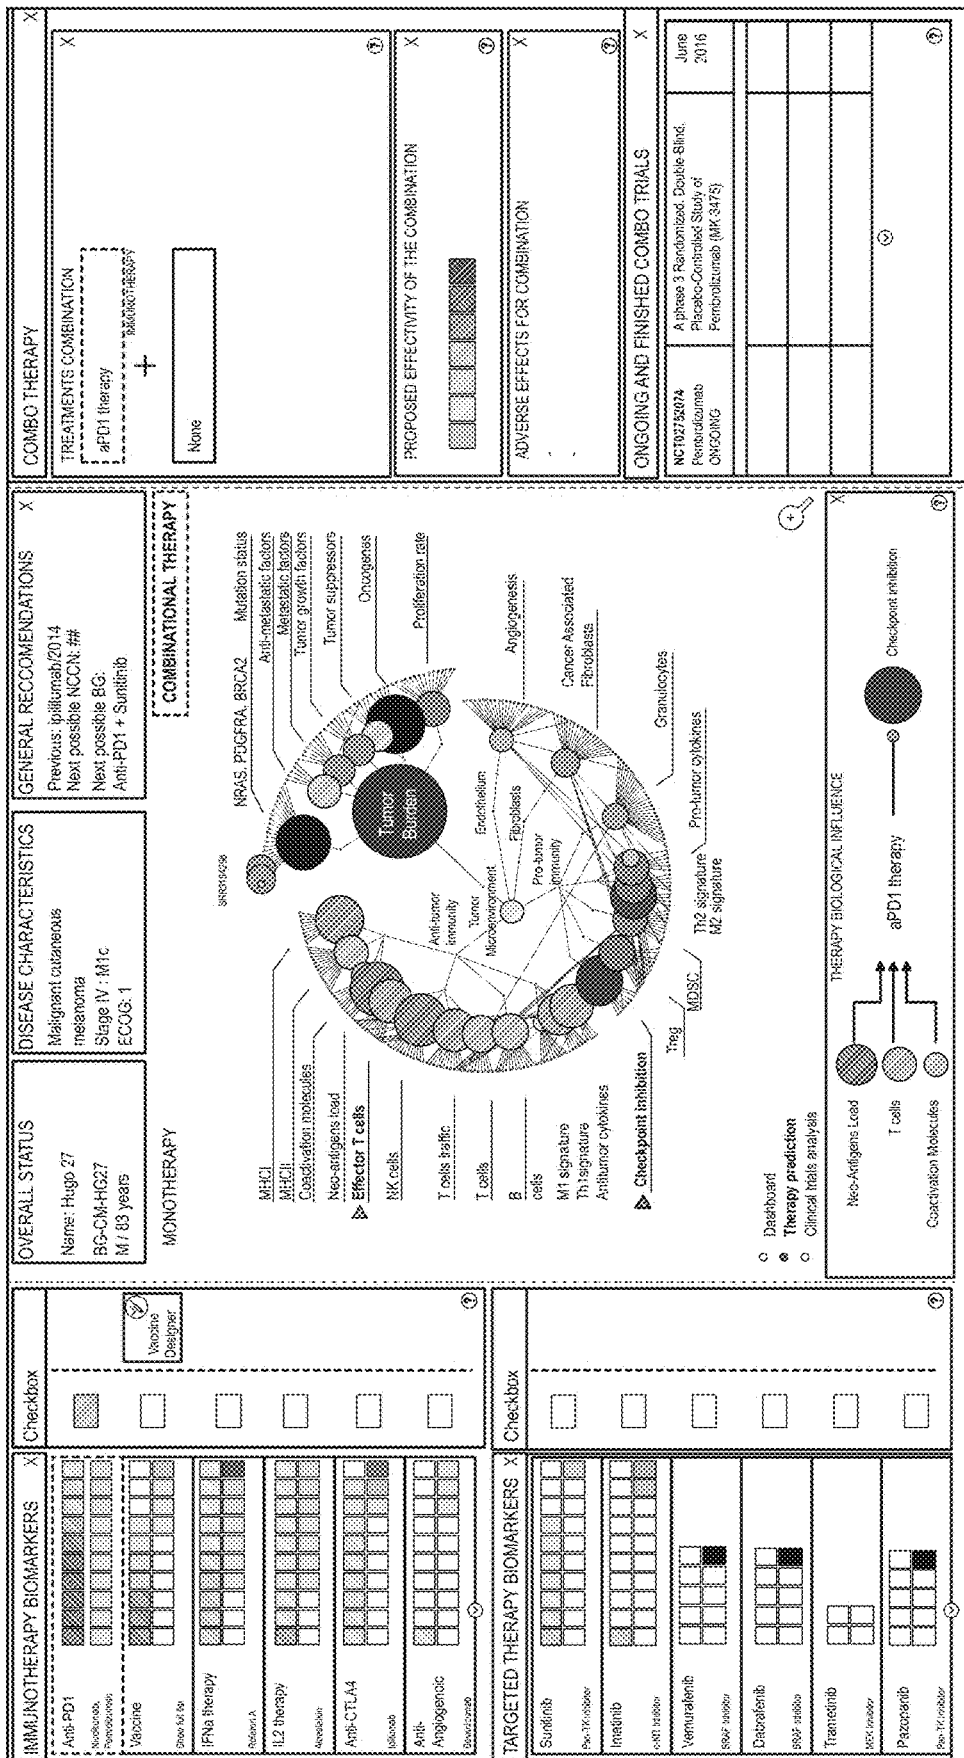 IMMUNOTHERAPY BIOMARKERS X
Anti-PD1
Nivolumab,
Pembrolizumab
Vaccine
IFNa therapy
IL2 therapy
Anti-CTLA4
Anti-
Angiogencic
Checkbox
Vaccine
Designer
?
TARGETED THERAPY BIOMARKERS X
Sunitinib
Imatinib
Vemurafenib
BRAF inhibitor
Dabrafenib
BRAF inhibitor
Trametinib
MEK inhibitor
Pazopanib
Checkbox
?
OVERALL STATUS
Name: Hugo 27
BG-CM-HG27
M / 83 years
DISEASE CHARACTERISTICS
Malignant cutaneous
melanoma
Stage IV : M1c
ECOG: 1
GENERAL RECCOMENDATIONS X
Previous: Ipilitumab/2014
Next possible NCCN: ##
Next possible BG:
Anti-PD1 + Sunitinib
MONOTHERAPY
COMBINATIONAL THERAPY
MHCI
MHCII
Coactivation molecules
Neo-antigens load
Effector T cells
NK cells
T cells traffic
T cells
B
cells
M1 signature
Th1signature
Antitumor cytokines
Checkpoint inhibition
Treg
MDSC
Th2 signature
M2 signature
Pro-tumor cytokines
Granulocytes
Cancer Associated
Fibroblasts
Angiogenesis
Proliferation rate
Oncogenes
Tumor suppressors
Tumor growth factors
Metastatic factors
Anti-metastatic factors
Mutation status
NRAS, PDGFRA, BRCA2
Tumor
Burden
Anti-tumor
immunity
Tumor
Microenvironment
Pro-tumor
immunity
Endothelium
Fibroblasts
Dashboard
Therapy prediction
Clinical trials analysis
THERAPY BIOLOGICAL INFLUENCE X
Neo-Antigens Load
T cells
Coactivation Molecules
aPD1 therapy
Checkpoint inhibition
?
COMBO THERAPY X
TREATMENTS COMBINATION X
aPD1 therapy
IMMUNOTHERAPY
+
None
?
PROPOSED EFFECTIVITY OF THE COMBINATION X
?
ADVERSE EFFECTS FOR COMBINATION X
?
ONGOING AND FINISHED COMBO TRIALS X
NCT02752074
Pembrolizumab
ONGOING
A phase 3 Randomized, Double-Blind,
Placebo-Controlled Study of
Pembrolizumab (MK-3475)
June
2016
?